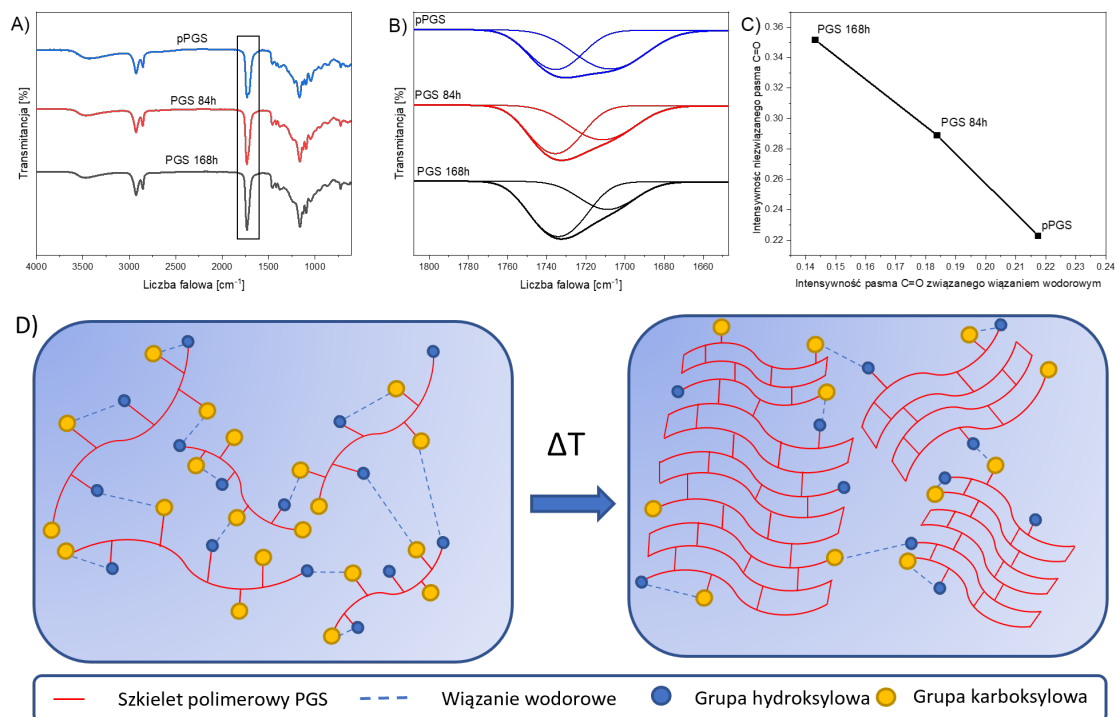 A)
pPGS
PGS 84h
PGS 168h
Transmitancja [%]
4000 3500 3000 2500 2000 1500 1000
Liczba falowa [cm⁻¹]
B)
pPGS
PGS 84h
PGS 168h
Transmitancja [%]
1800 1780 1760 1740 1720 1700 1680 1660
Liczba falowa [cm⁻¹]
C)
PGS 168h
PGS 84h
pPGS
Intensywność niezwiązanego pasma C=O
0.36
0.34
0.32
0.30
0.28
0.26
0.24
0.22
0.14 0.15 0.16 0.17 0.18 0.19 0.20 0.21 0.22 0.23 0.24
Intensywność pasma C=O związanego wiązaniem wodorowym
D)
ΔT
Szkielet polimerowy PGS
Wiązanie wodorowe
Grupa hydroksylowa
Grupa karboksylowa